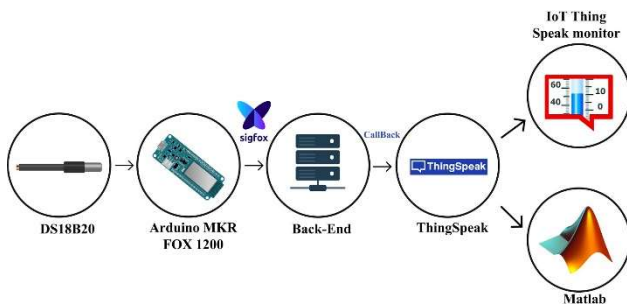 IoT Thing
Speak monitor
60
40
10
0
sigfox
CallBack
ThingSpeak
DS18B20
Arduino MKR
FOX 1200
Back-End
ThingSpeak
Matlab